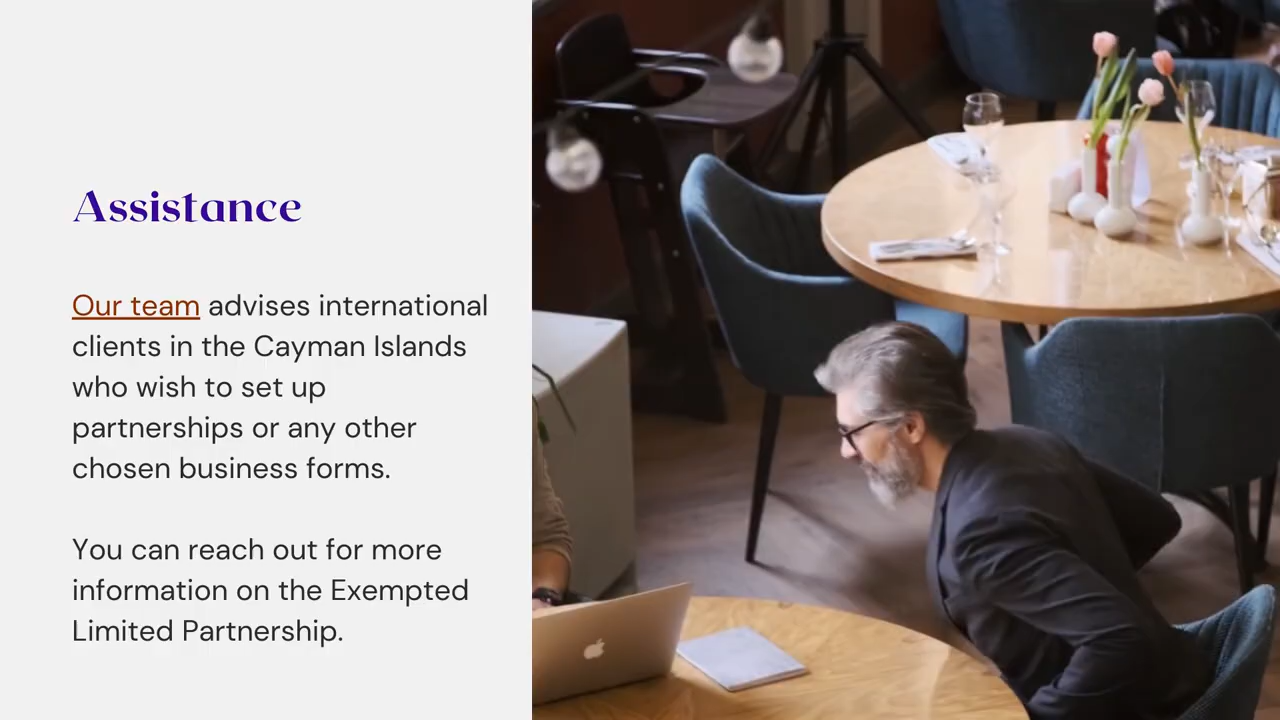 Assistance
Our team advises international
clients in the Cayman Islands
who wish to set up
partnerships or any other
chosen business forms.
You can reach out for more
information on the Exempted
Limited Partnership.